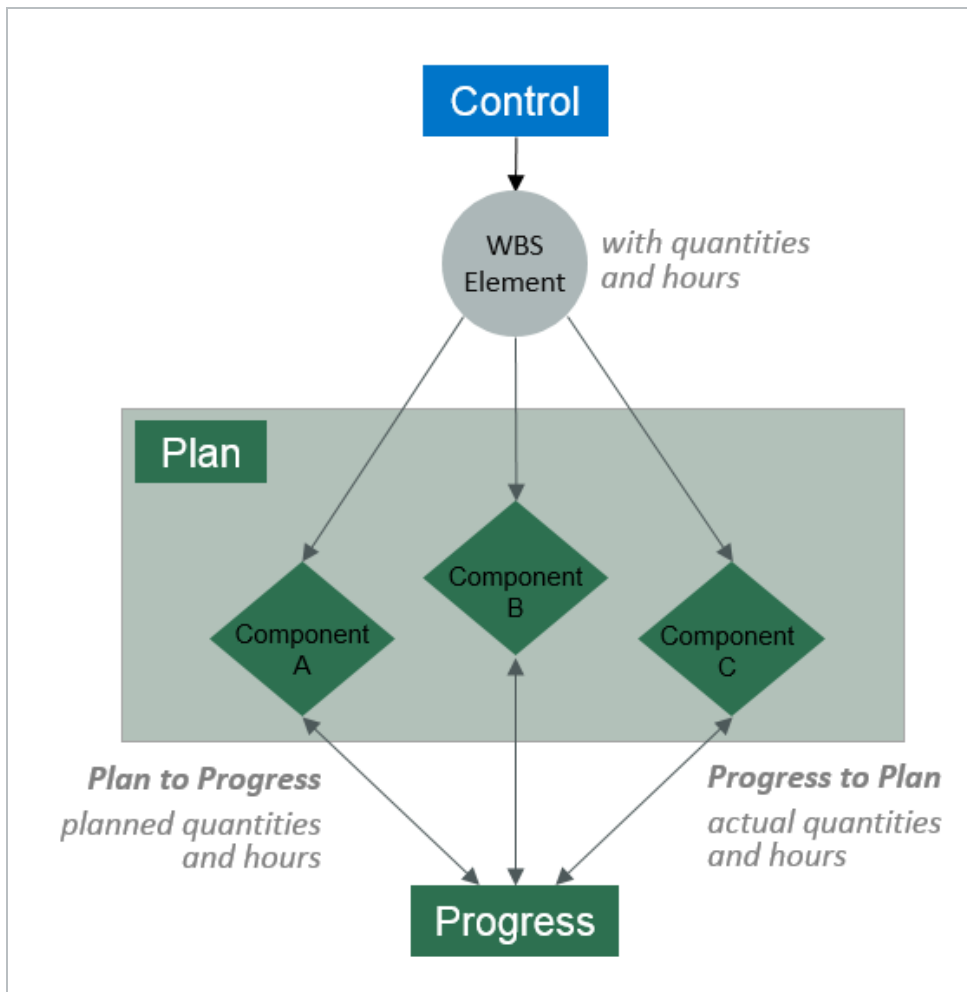 Control
WBS
Element
with quantities
and hours
Plan
Component
A
Component
B
Component
C
Plan to Progress
planned quantities
and hours
Progress to Plan
actual quantities
and hours
Progress